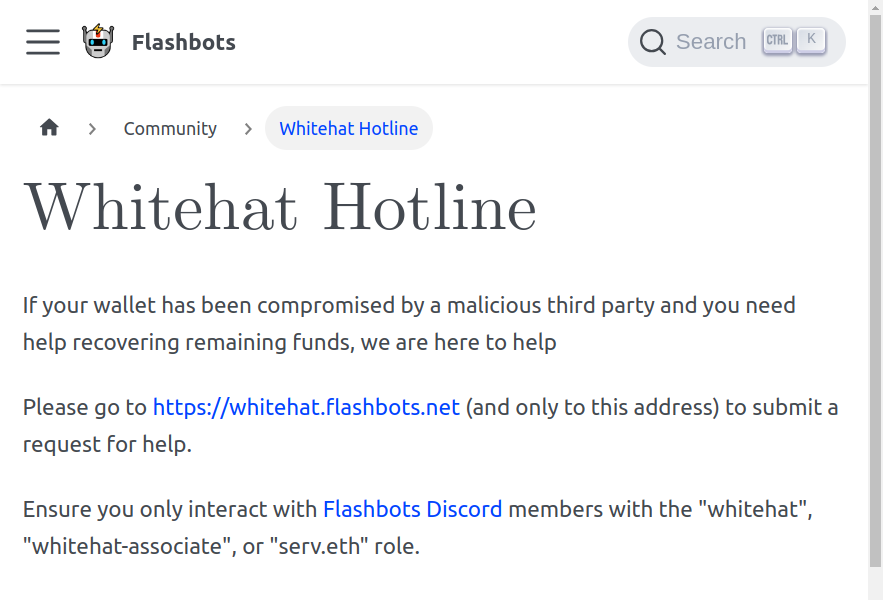 Flashbots
Search CTRL K
Community Whitehat Hotline
Whitehat Hotline
If your wallet has been compromised by a malicious third party and you need
help recovering remaining funds, we are here to help
Please go to https://whitehat.flashbots.net (and only to this address) to submit a
request for help.
Ensure you only interact with Flashbots Discord members with the "whitehat",
"whitehat-associate", or "serv.eth" role.